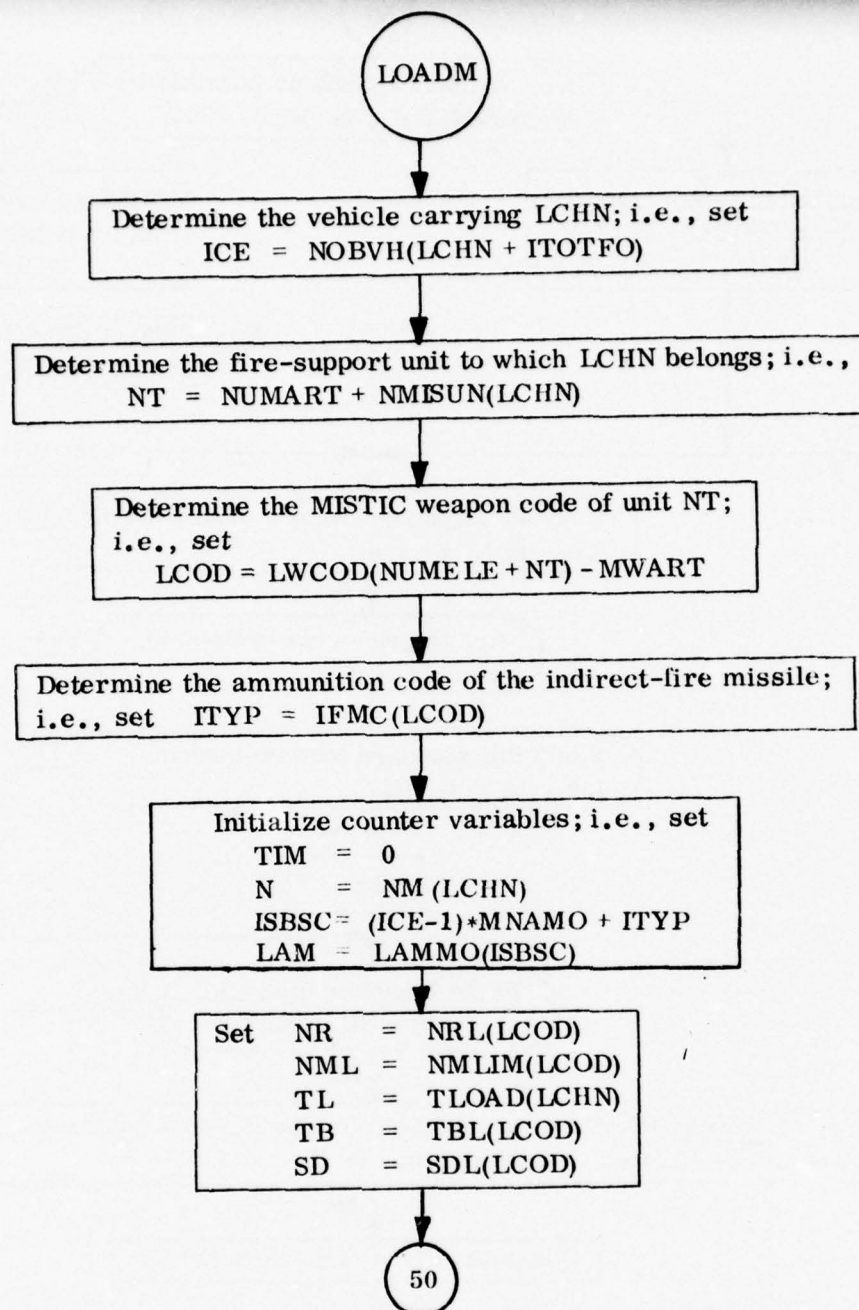 LOADM
Determine the vehicle carrying LCHN; i.e., set
ICE = NOBVH(LCHN + ITOTFO)
Determine the fire-support unit to which LCHN belongs; i.e.,
NT = NUMART + NMISUN(LCHN)
Determine the MISTIC weapon code of unit NT;
i.e., set
LCOD = LWCOD(NUMELE + NT) - MWART
Determine the ammunition code of the indirect-fire missile;
i.e., set ITYP = IFMC(LCOD)
Initialize counter variables; i.e., set
TIM = 0
N = NM (LCHN)
ISBSC = (ICE-1)*MNAMO + ITYP
LAM = LAMMO(ISBSC)
Set NR = NRL(LCOD)
NML = NMLIM(LCOD)
TL = TLOAD(LCHN)
TB = TBL(LCOD)
SD = SDL(LCOD)
50